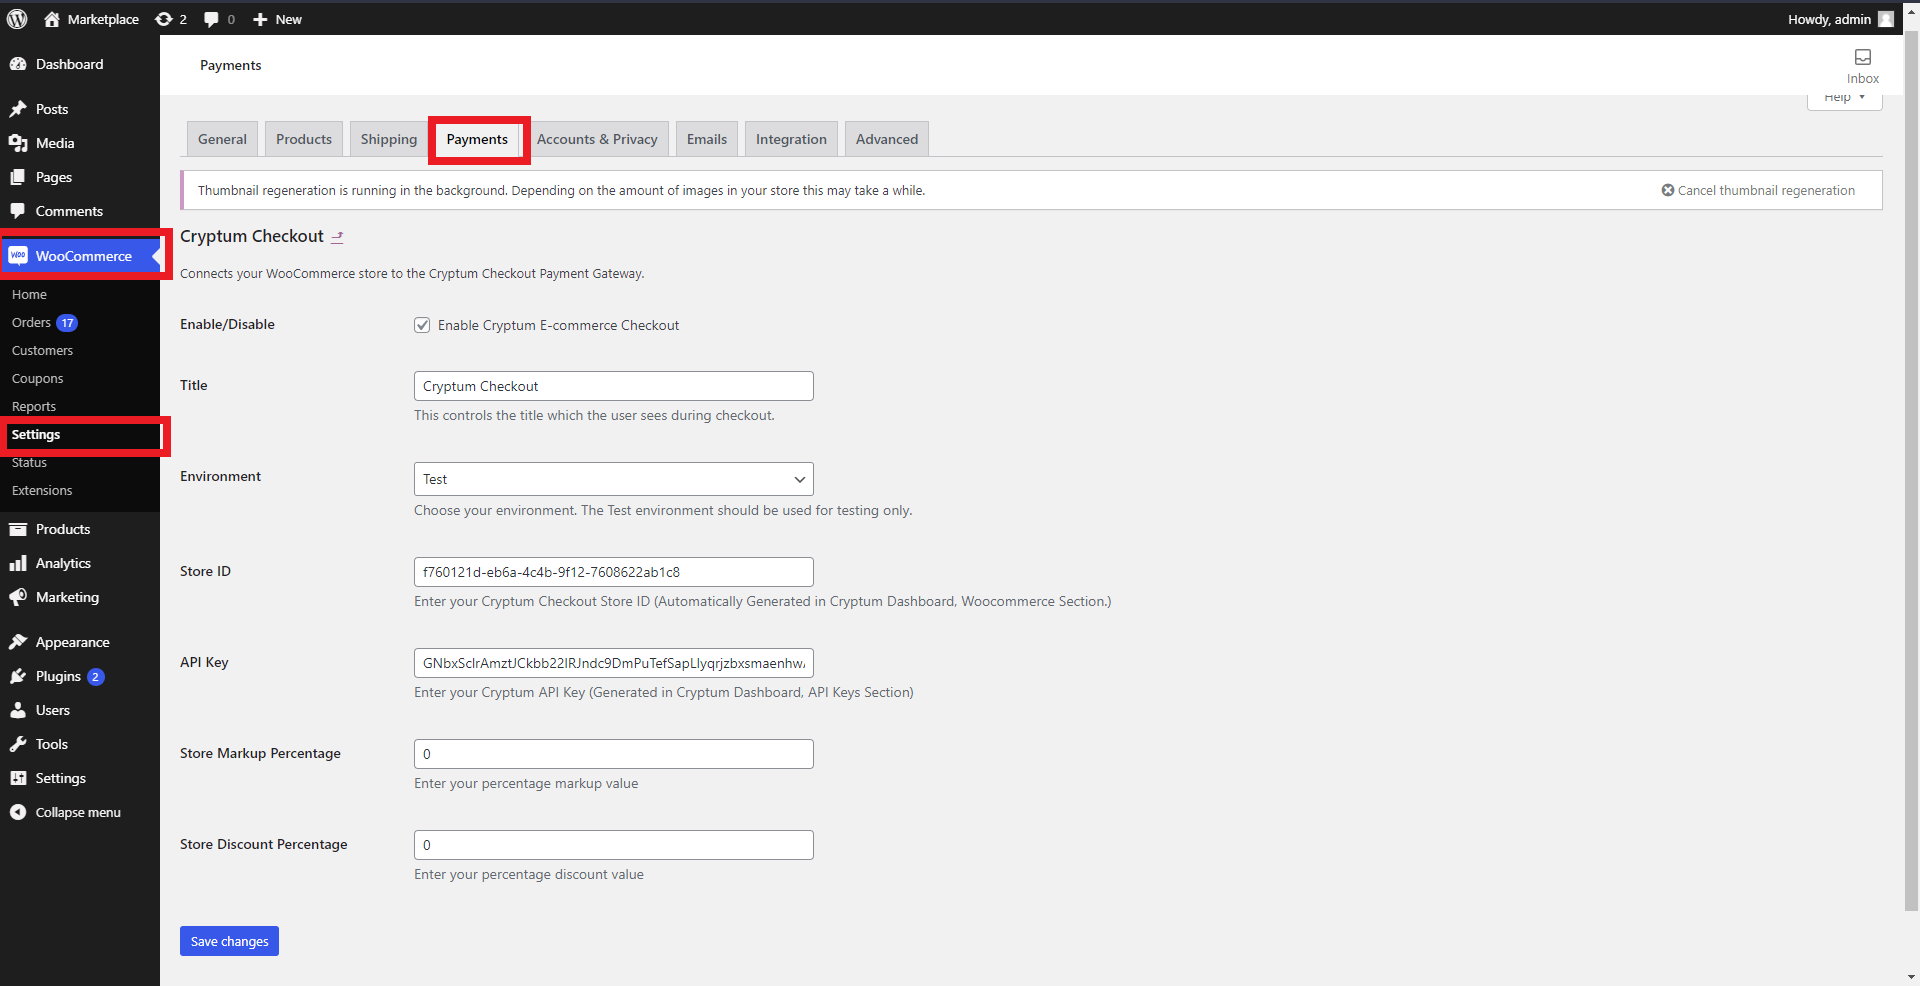 Marketplace 2 0 New Howdy, admin
Dashboard
Posts
Media
Pages
Comments
WooCommerce
Home
Orders 17
Customers
Coupons
Reports
Settings
Status
Extensions
Products
Analytics
Marketing
Appearance
Plugins 2
Users
Tools
Settings
Collapse menu
Payments
Inbox
Help
General Products Shipping Payments Accounts & Privacy Emails Integration Advanced
Thumbnail regeneration is running in the background. Depending on the amount of images in your store this may take a while. Cancel thumbnail regeneration
Cryptum Checkout
Connects your WooCommerce store to the Cryptum Checkout Payment Gateway.
Enable/Disable Enable Cryptum E-commerce Checkout
Title Cryptum Checkout
This controls the title which the user sees during checkout.
Environment Test
Choose your environment. The Test environment should be used for testing only.
Store ID f760121d-eb6a-4c4b-9f12-7608622ab1c8
Enter your Cryptum Checkout Store ID (Automatically Generated in Cryptum Dashboard, Woocommerce Section.)
API Key
Enter your Cryptum API Key (Generated in Cryptum Dashboard, API Keys Section)
Store Markup Percentage 0
Enter your percentage markup value
Store Discount Percentage 0
Enter your percentage discount value
Save changes